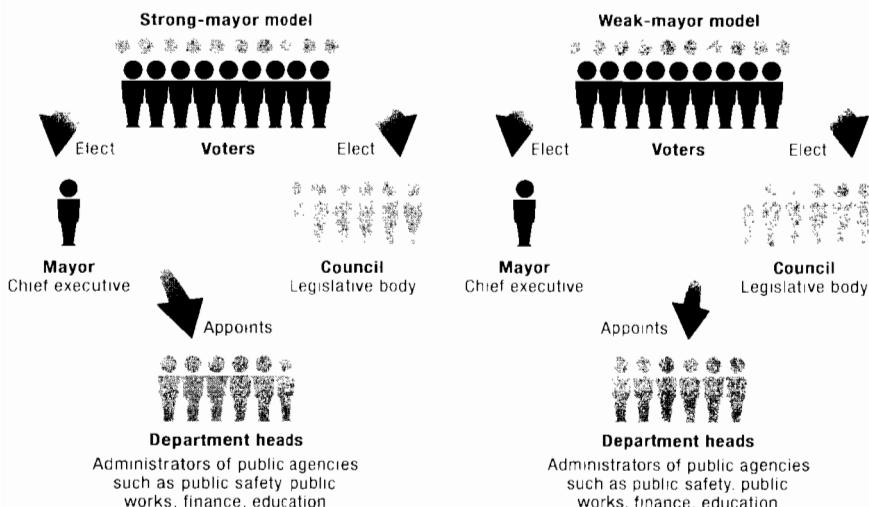 Strong-mayor model
Elect
Voters
Elect
Mayor
Chief executive
Council
Legislative body
Appoints
Department heads
Administrators of public agencies
such as public safety public
works, finance, education
Weak-mayor model
Elect
Voters
Elect
Mayor
Chief executive
Council
Legislative body
Appoints
Department heads
Administrators of public agencies
such as public safety, public
works, finance, education